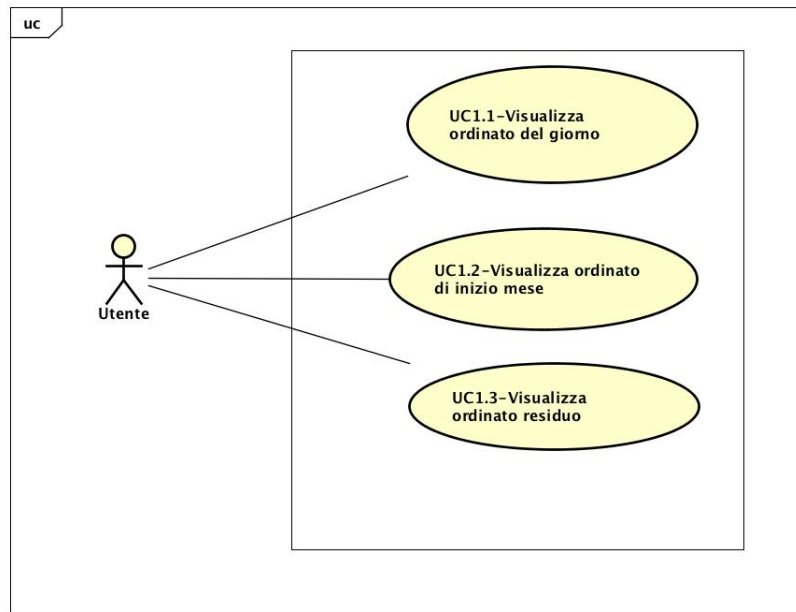 uc
UC1.1-Visualizza
ordinato del giorno
UC1.2-Visualizza ordinato
di inizio mese
Utente
UC1.3-Visualizza
ordinato residuo